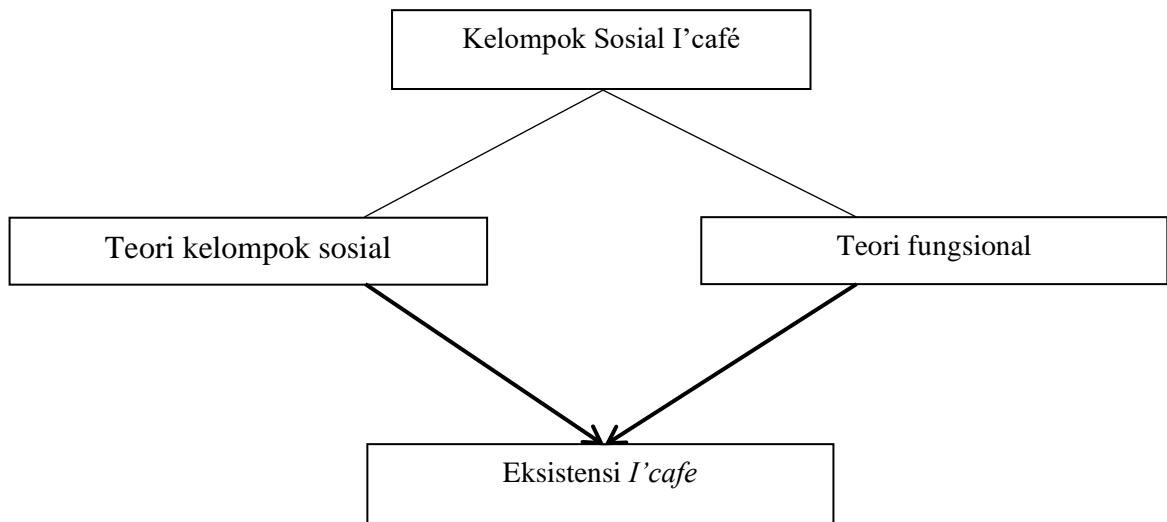 Kelompok Sosial I’café
Teori kelompok sosial
Teori fungsional
Eksistensi I’cafe